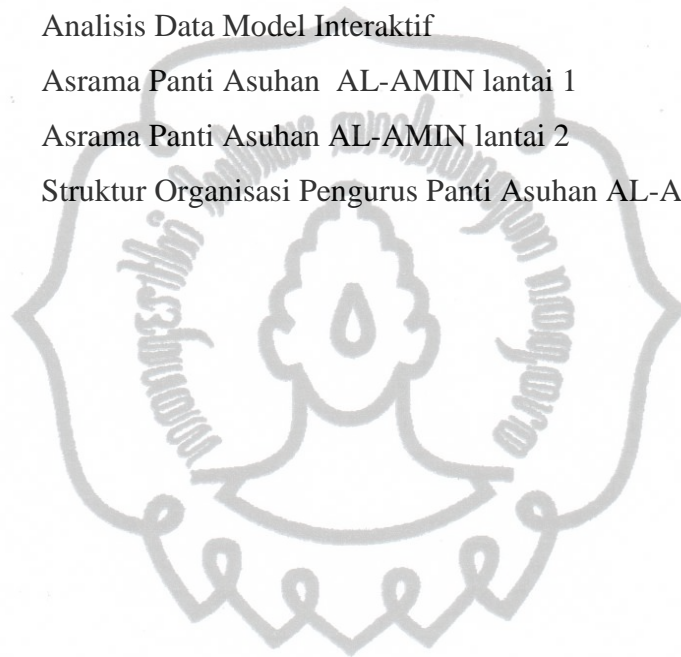 Analisis Data Model Interaktif
Asrama Panti Asuhan AL-AMIN lantai 1
Asrama Panti Asuhan AL-AMIN lantai 2
Struktur Organisasi Pengurus Panti Asuhan AL-A